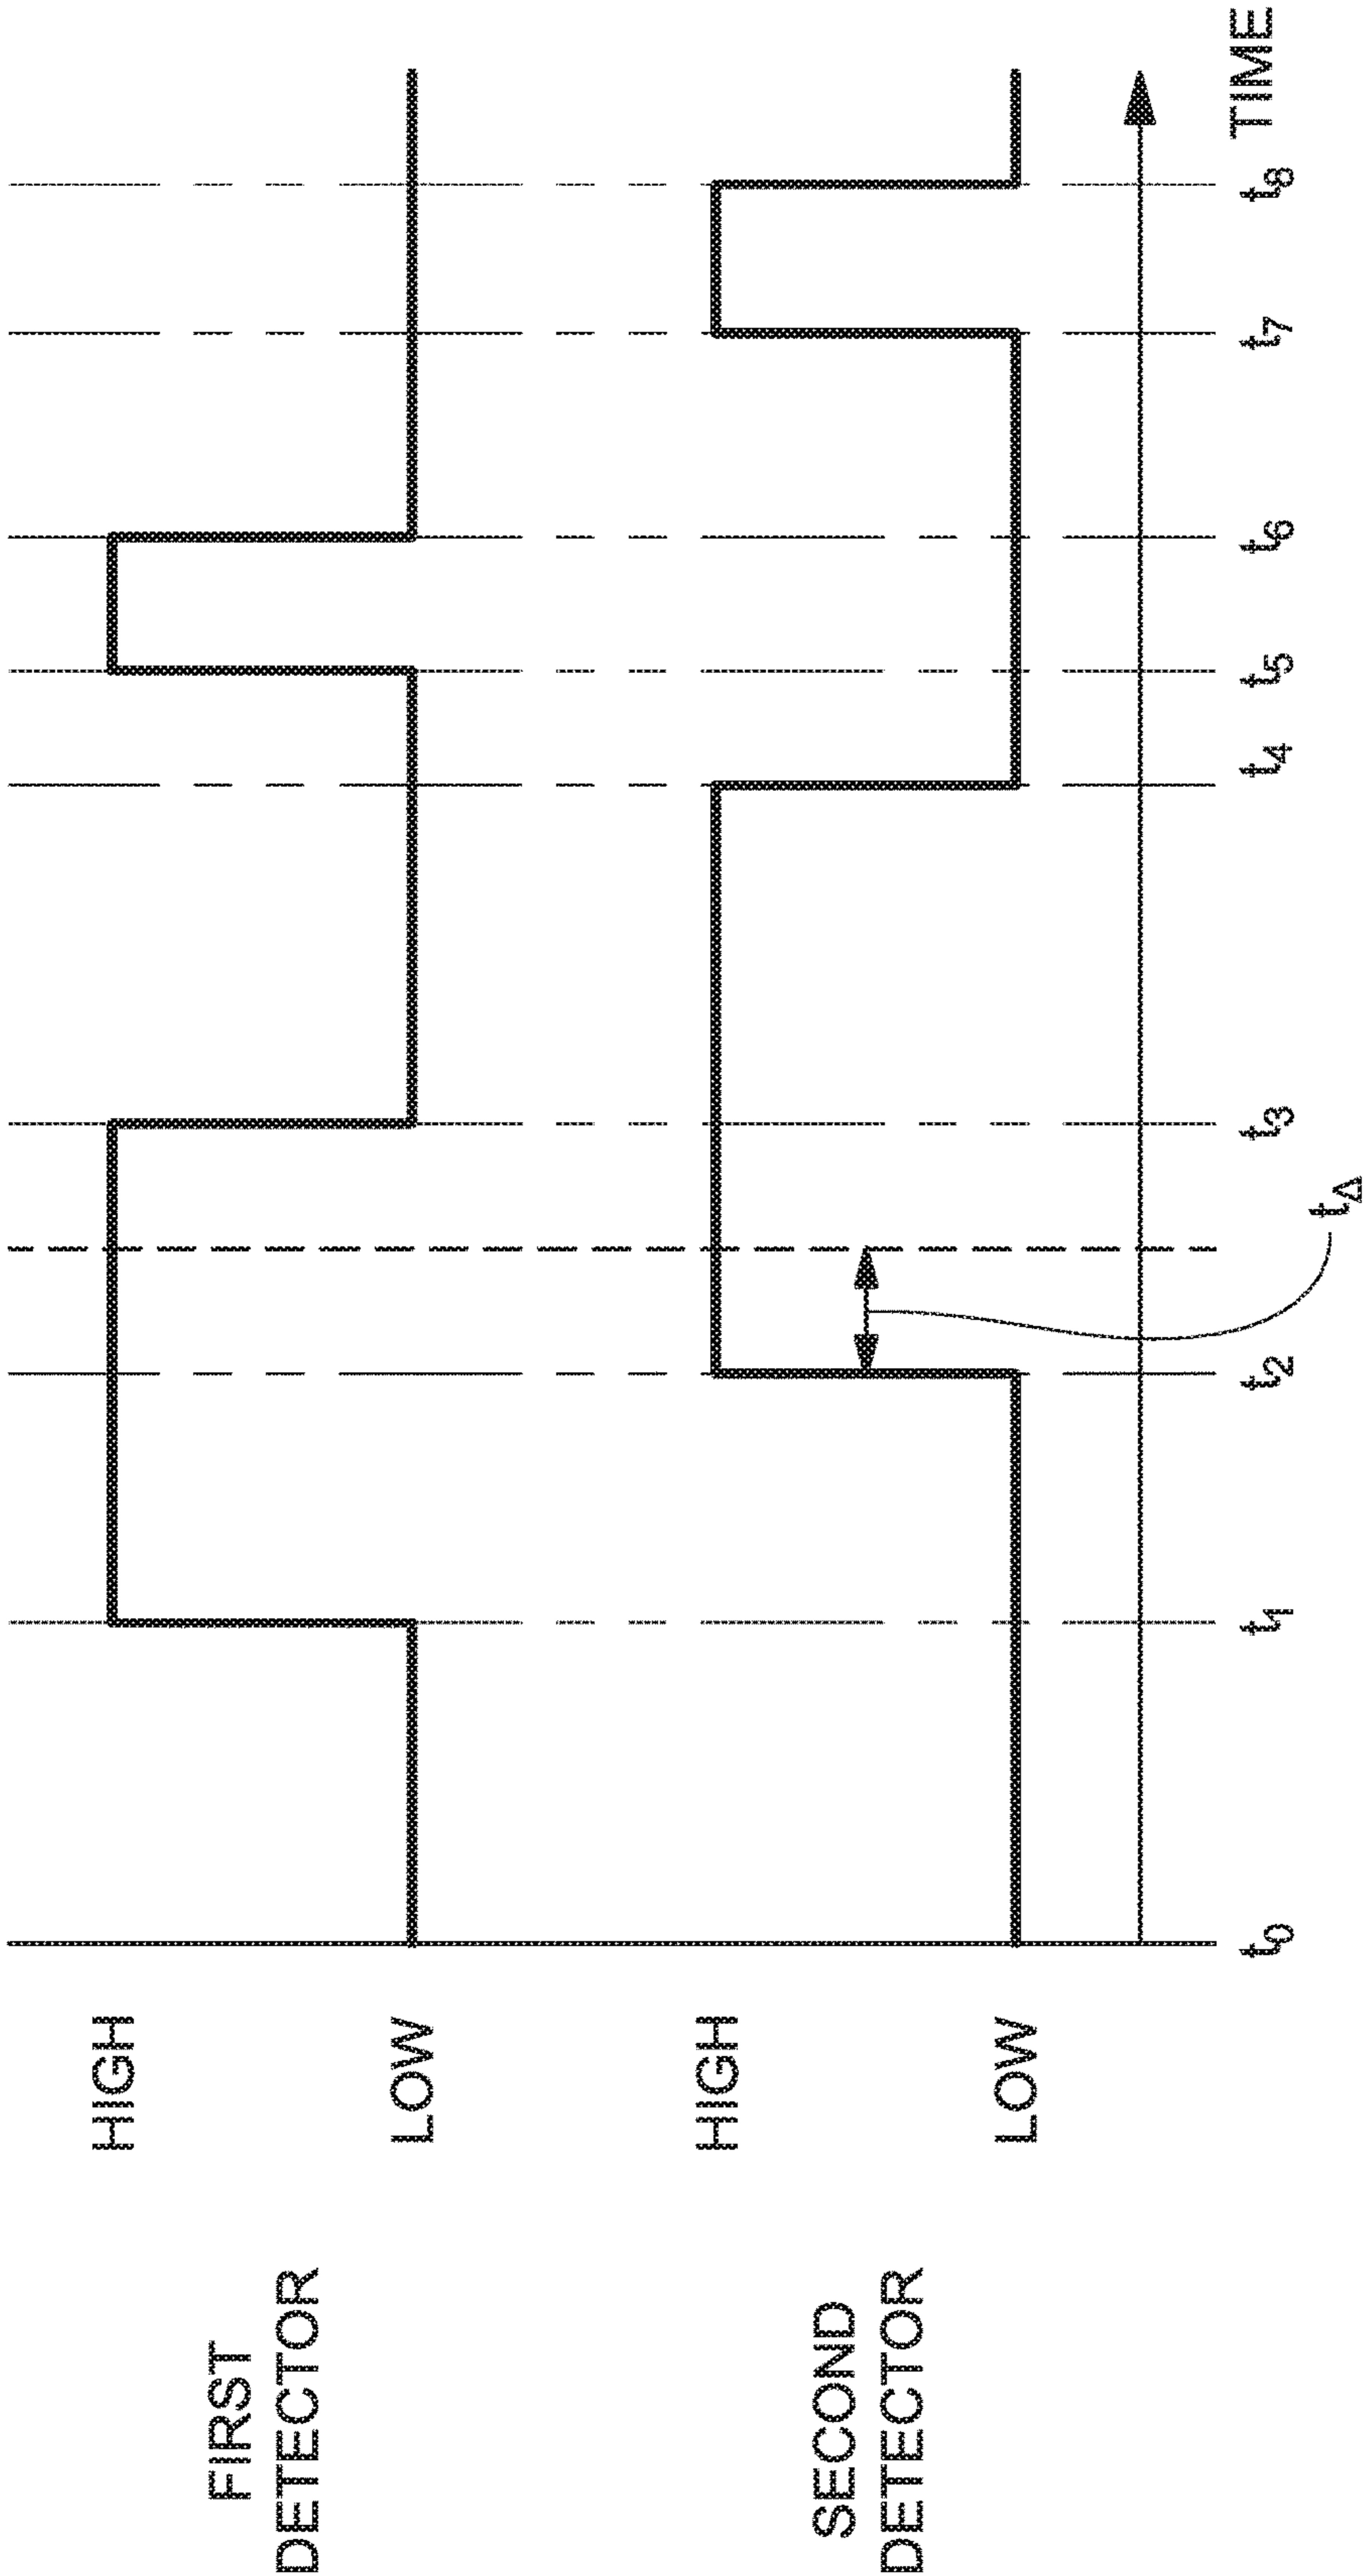 HIGH
FIRST
DETECTOR
LOW
HIGH
SECOND
DETECTOR
LOW
t0 t1 t2 t3 t4 t5 t6 t7 t8
TIME
tΔ